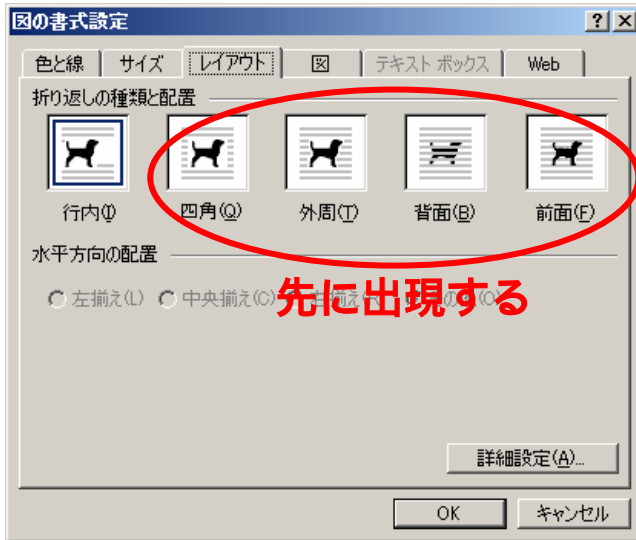 図の書式設定
色と線 サイズ レイアウト 図 テキスト ボックス Web
折り返しの種類と配置
行内(I) 四角(Q) 外周(T) 背面(B) 前面(F)
水平方向の配置
左揃え(L) 中央揃え(C)
先に出現する
詳細設定(A)...
OK キャンセル